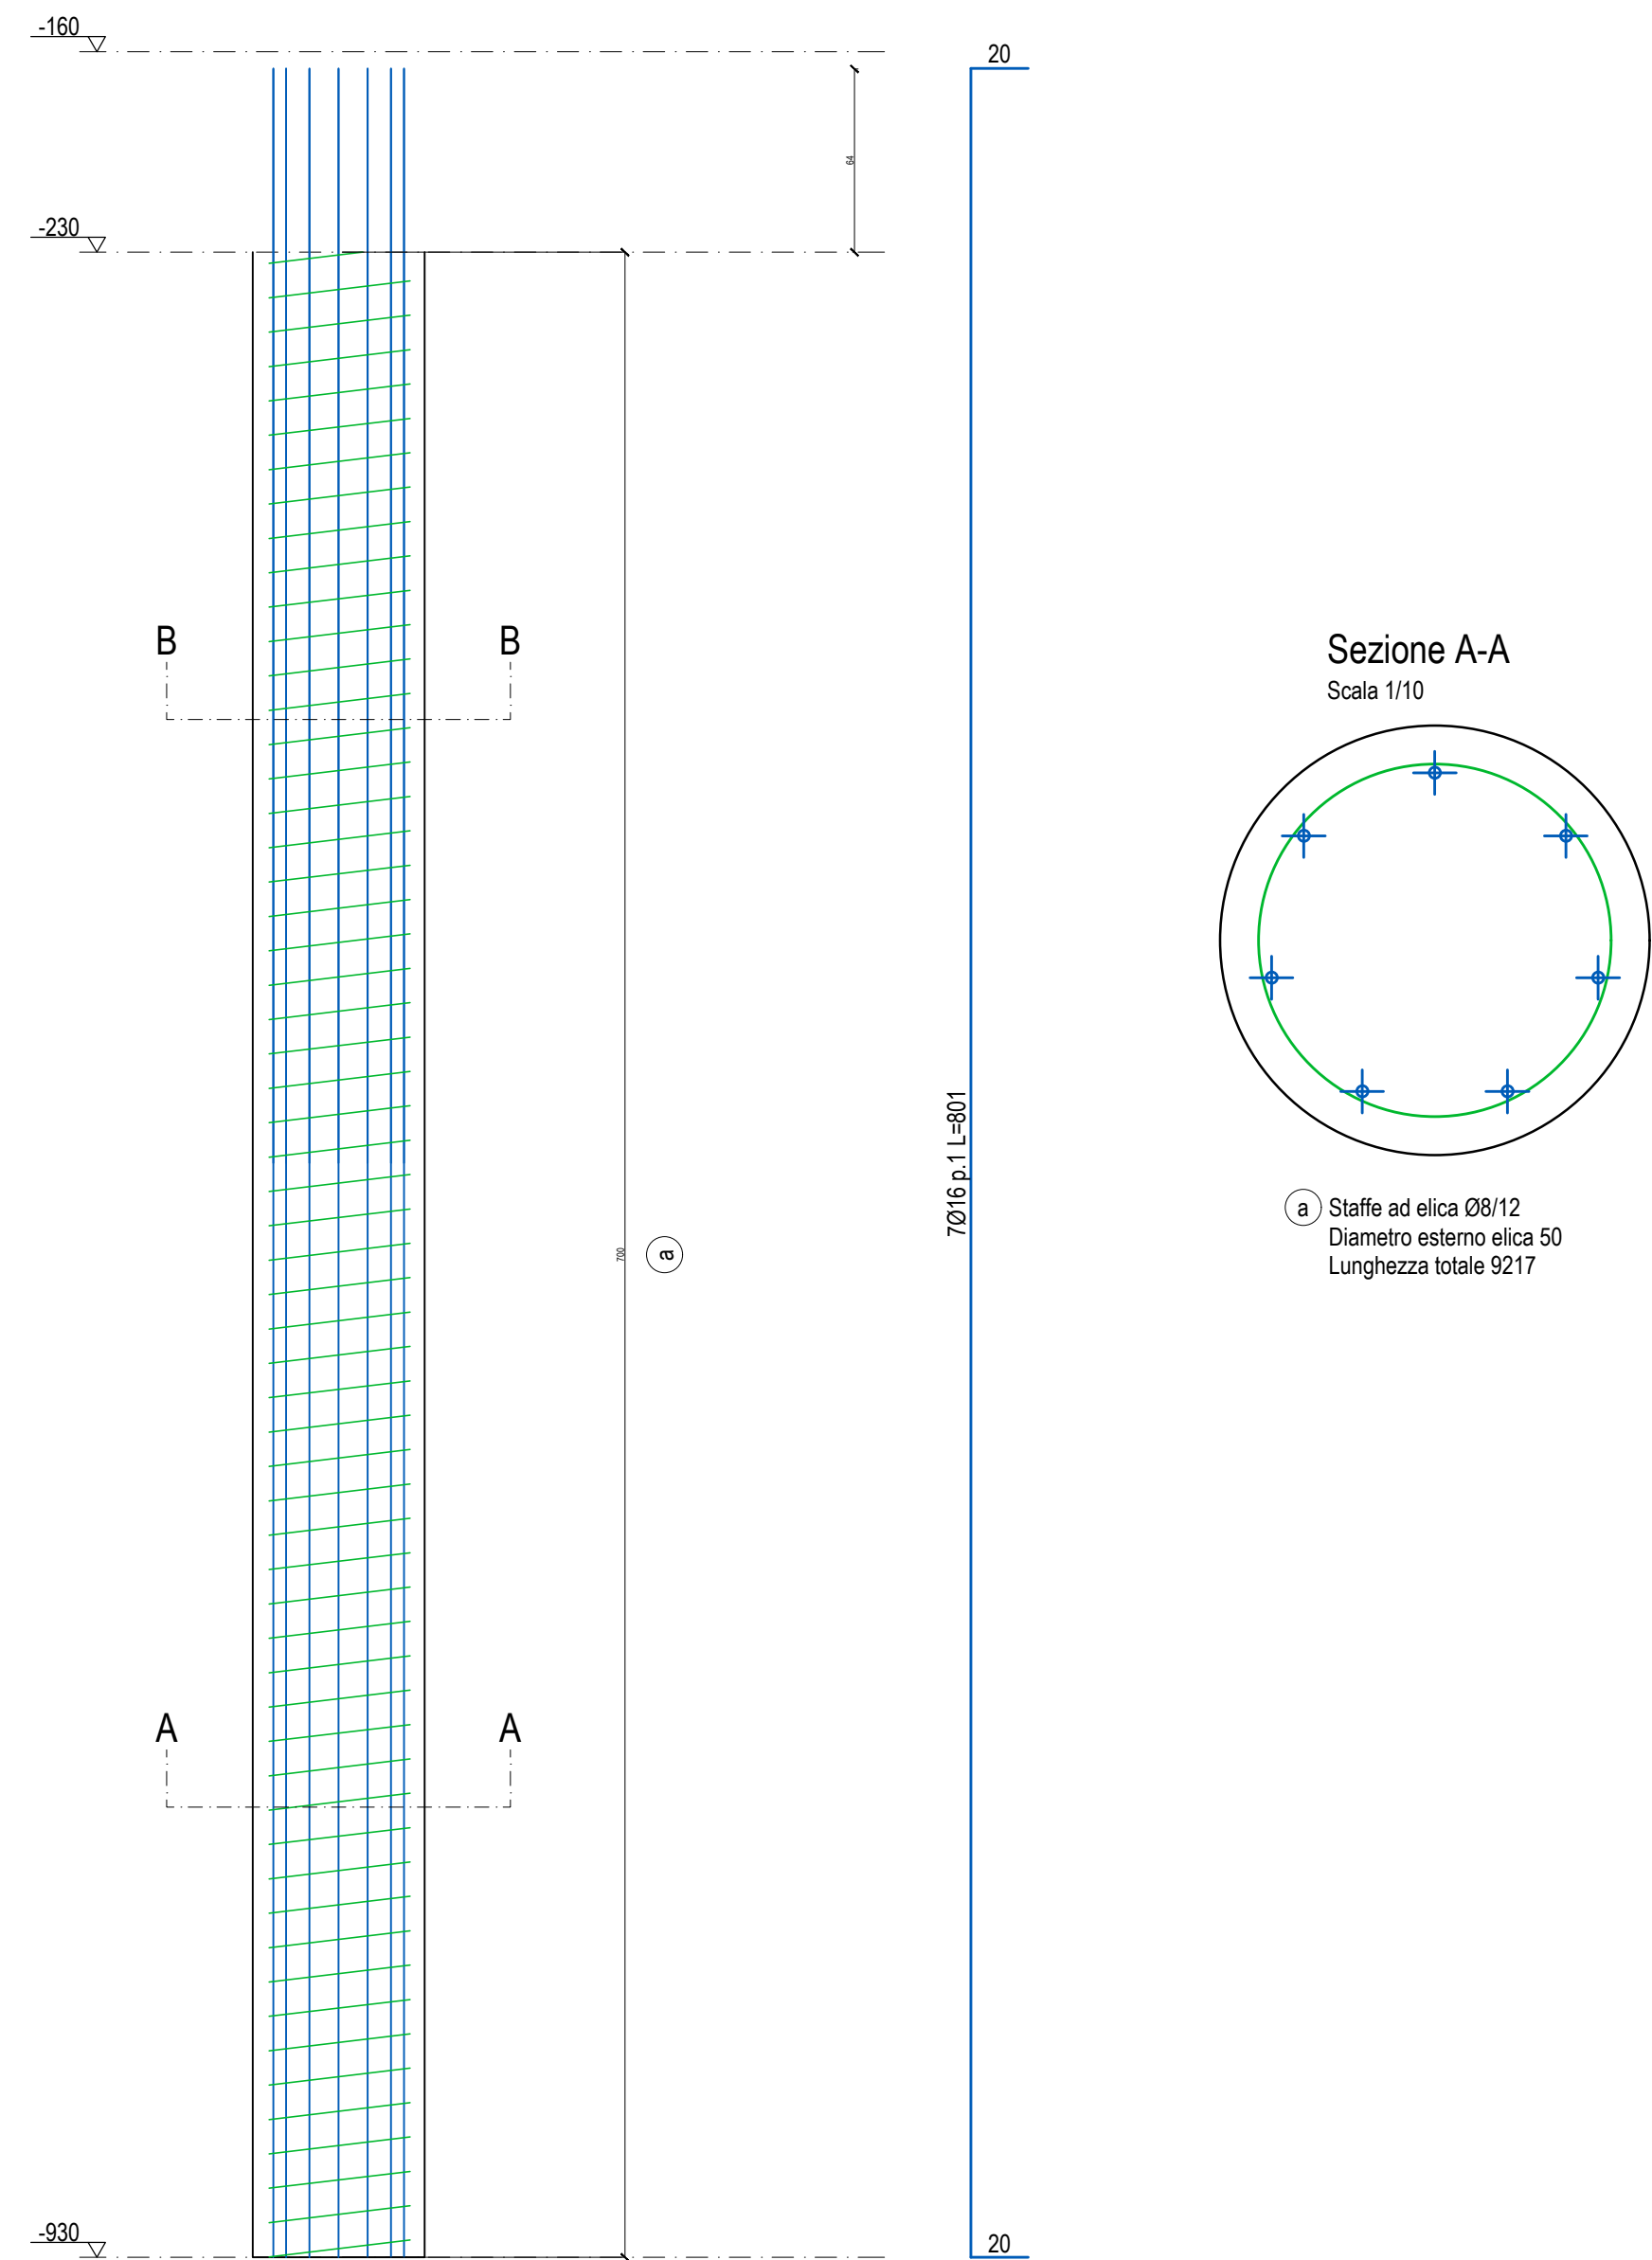 -160
20
64
-230
B B
Sezione A-A
Scala 1/10
7Ø16 p.1 L=801
a Staffe ad elica Ø8/12
Diametro esterno elica 50
Lunghezza totale 9217
700
a
A A
-930
20